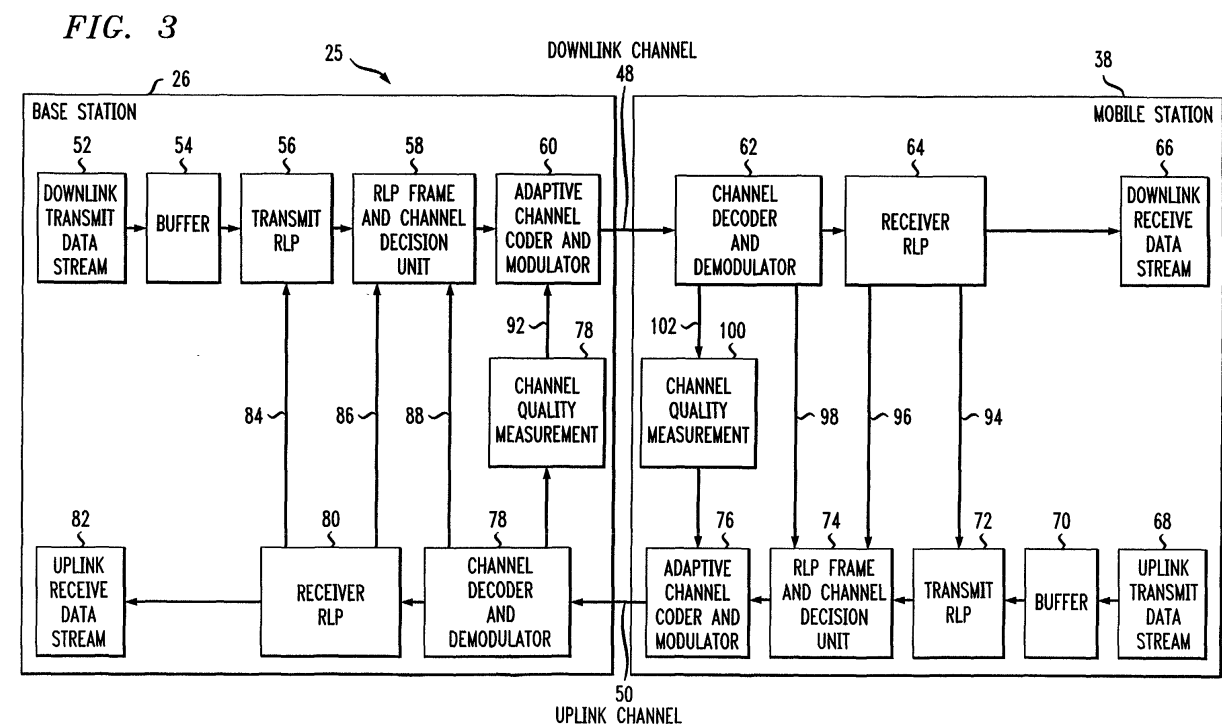 FIG. 3
DOWNLINK CHANNEL
48
25
26
38
BASE STATION
MOBILE STATION
52
54
56
58
60
62
64
66
DOWNLINK
TRANSMIT
DATA
STREAM
BUFFER
TRANSMIT
RLP
RLP FRAME
AND CHANNEL
DECISION
UNIT
ADAPTIVE
CHANNEL
CODER AND
MODULATOR
CHANNEL
DECODER
AND
DEMODULATOR
RECEIVER
RLP
DOWNLINK
RECEIVE
DATA
STREAM
92
78
102
100
CHANNEL
QUALITY
MEASUREMENT
CHANNEL
QUALITY
MEASUREMENT
84
86
88
98
96
94
82
80
78
76
74
72
70
68
UPLINK
RECEIVE
DATA
STREAM
RECEIVER
RLP
CHANNEL
DECODER
AND
DEMODULATOR
ADAPTIVE
CHANNEL
CODER AND
MODULATOR
RLP FRAME
AND CHANNEL
DECISION
UNIT
TRANSMIT
RLP
BUFFER
UPLINK
TRANSMIT
DATA
STREAM
50
UPLINK CHANNEL